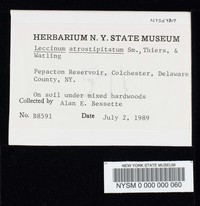 HERBARIUM N. Y. STATE MUSEUM
Leccinum atrostipitatum Sm., Thiers, &
Watling
Pepacton Reservoir, Colchester, Delaware
County, NY.
On soil under mixed hardwoods
Collected by Alan E. Bessette
No. B8591 Date July 2, 1989
NEW YORK STATE MUSEUM
NYSM 0 000 000 060